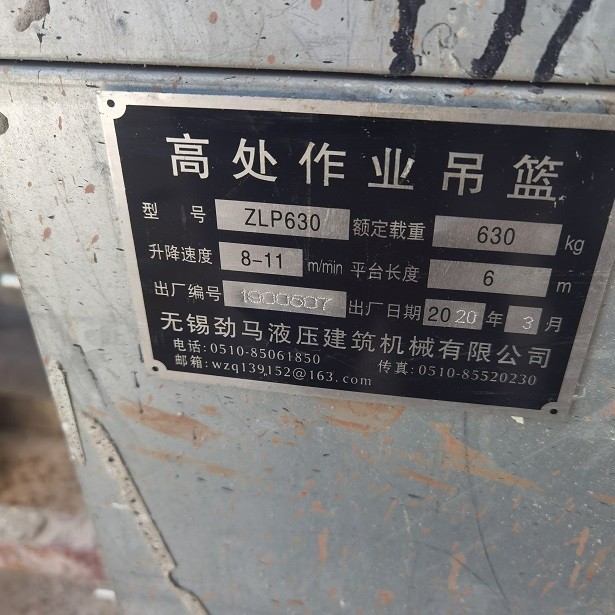 高处作业吊篮
型 号 ZLP630 额定载重 630 kg
升降速度 8-11 m/min 平台长度 6 m
出厂编号 1900507 出厂日期 2020 年 3 月
无锡劲马液压建筑机械有限公司
电话:0510-85061850
邮箱:wzq139152@163.com 传真:0510-85520230